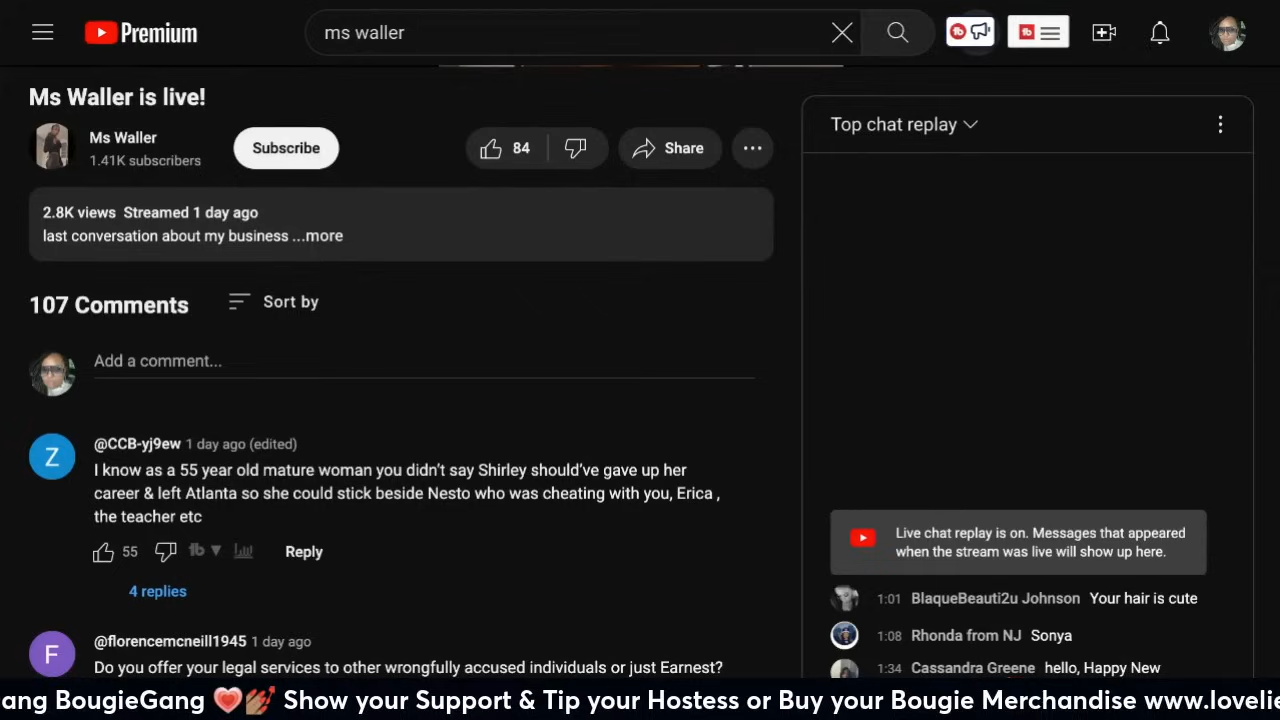 Premium
ms waller
Ms Waller is live!
Ms Waller
1.41K subscribers
Subscribe
84
Share
2.8K views Streamed 1 day ago
last conversation about my business ...more
107 Comments
Sort by
Add a comment...
Z
@CCB-yj9ew 1 day ago (edited)
I know as a 55 year old mature woman you didn't say Shirley should've gave up her
career & left Atlanta so she could stick beside Nesto who was cheating with you, Erica ,
the teacher etc
55
tb
Reply
4 replies
F
@florencemcneill1945 1 day ago
Do you offer your legal services to other wrongfully accused individuals or just Earnest?
Top chat replay
Live chat replay is on. Messages that appeared
when the stream was live will show up here.
1:01 BlaqueBeauti2u Johnson Your hair is cute
1:08 Rhonda from NJ Sonya
1:34 Cassandra Greene hello, Happy New
ang BougieGang ❤️💅🏾 Show your Support & Tip your Hostess or Buy your Bougie Merchandise www.lovelie